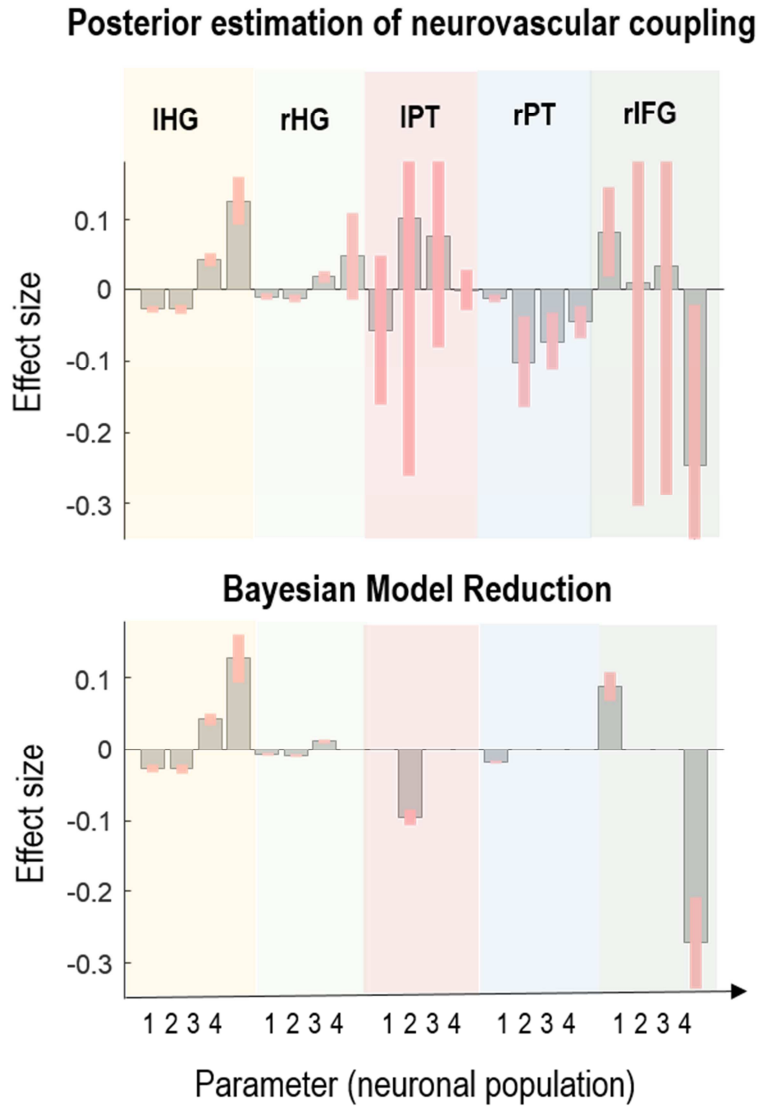 Posterior estimation of neurovascular coupling
lHG rHG lPT rPT rIFG
0.1
0
-0.1
-0.2
-0.3
Effect size
Bayesian Model Reduction
0.1
0
-0.1
-0.2
-0.3
Effect size
1 2 3 4 1 2 3 4 1 2 3 4 1 2 3 4 1 2 3 4
Parameter (neuronal population)